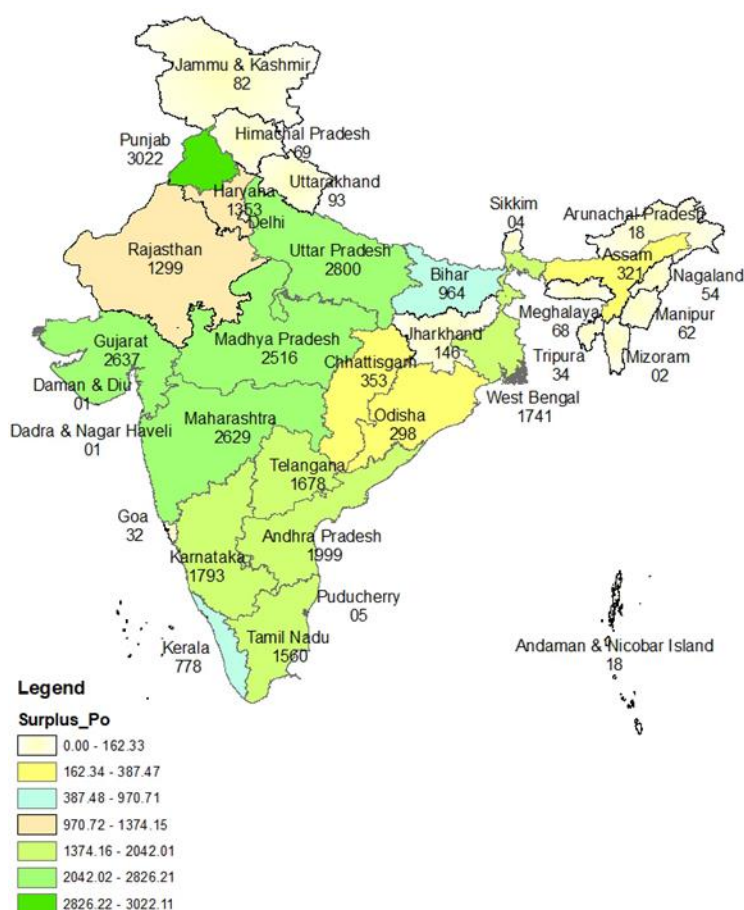 Jammu & Kashmir
82
Himachal Pradesh
69
Punjab
3022
Uttarakhand
93
Haryana
1353
Delhi
Sikkim
04
Arunachal Pradesh
18
Rajasthan
1299
Uttar Pradesh
2800
Bihar
964
Assam
321
Nagaland
54
Meghalaya
68
Manipur
62
Gujarat
2637
Madhya Pradesh
2516
Jharkhand
146
Tripura
34
Mizoram
02
Chhattisgarh
353
Daman & Diu
01
West Bengal
1741
Dadra & Nagar Haveli
01
Maharashtra
2629
Odisha
298
Telangana
1678
Goa
32
Andhra Pradesh
1999
Karnataka
1793
Puducherry
05
Kerala
778
Tamil Nadu
1560
Andaman & Nicobar Island
18
Legend
Surplus_Po
0.00 - 162.33
162.34 - 387.47
387.48 - 970.71
970.72 - 1374.15
1374.16 - 2042.01
2042.02 - 2826.21
2826.22 - 3022.11